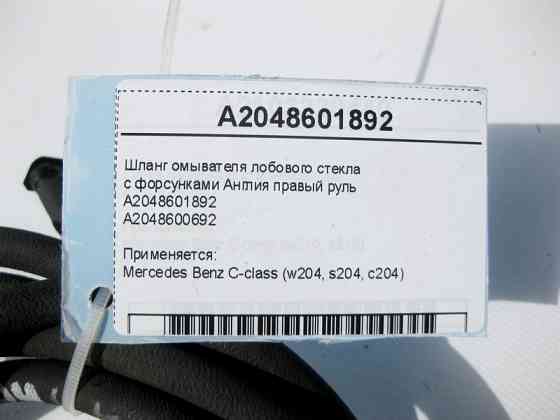 A2048601892
Шланг омывателя лобового стекла
с форсунками Англия правый руль
A2048601892
A2048600692
Применяется:
Mercedes Benz C-class (w204, s204, c204)